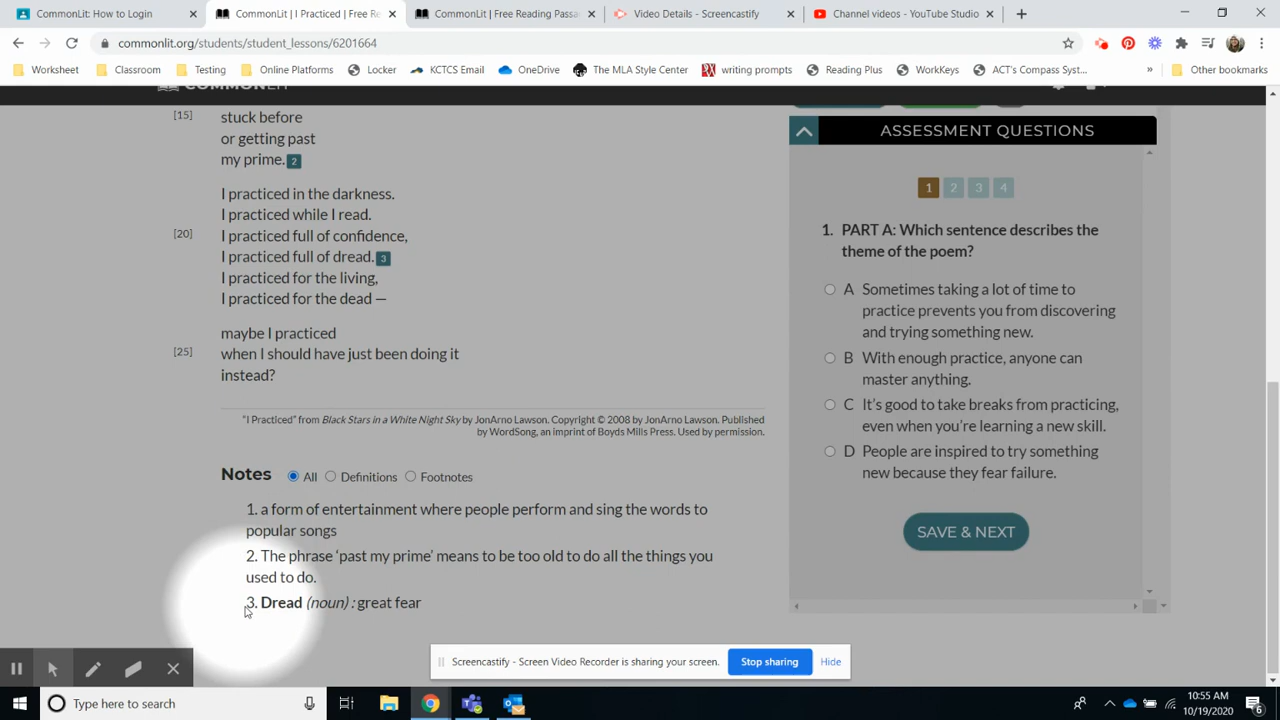 CommonLit: How to Login
CommonLit | I Practiced | Free Re
CommonLit | Free Reading Passa
Video Details - Screencastify
Channel videos - YouTube Studio
commonlit.org/students/student_lessons/6201664
Worksheet
Classroom
Testing
Online Platforms
Locker
KCTCS Email
OneDrive
The MLA Style Center
writing prompts
Reading Plus
WorkKeys
ACT's Compass Syst...
»
Other bookmarks
COMMONLIT
[15] stuck before
or getting past
my prime. 2
I practiced in the darkness.
I practiced while I read.
[20] I practiced full of confidence,
I practiced full of dread. 3
I practiced for the living,
I practiced for the dead —
maybe I practiced
[25] when I should have just been doing it
instead?
"I Practiced" from Black Stars in a White Night Sky by JonArno Lawson. Copyright © 2008 by JonArno Lawson. Published
by WordSong, an imprint of Boyds Mills Press. Used by permission.
Notes All Definitions Footnotes
1. a form of entertainment where people perform and sing the words to
popular songs
2. The phrase ‘past my prime’ means to be too old to do all the things you
used to do.
3. Dread (noun) : great fear
ASSESSMENT QUESTIONS
1 2 3 4
1. PART A: Which sentence describes the
theme of the poem?
A Sometimes taking a lot of time to
practice prevents you from discovering
and trying something new.
B With enough practice, anyone can
master anything.
C It's good to take breaks from practicing,
even when you're learning a new skill.
D People are inspired to try something
new because they fear failure.
SAVE & NEXT
Screencastify - Screen Video Recorder is sharing your screen.
Stop sharing
Hide
Type here to search
10:55 AM
10/19/2020
6